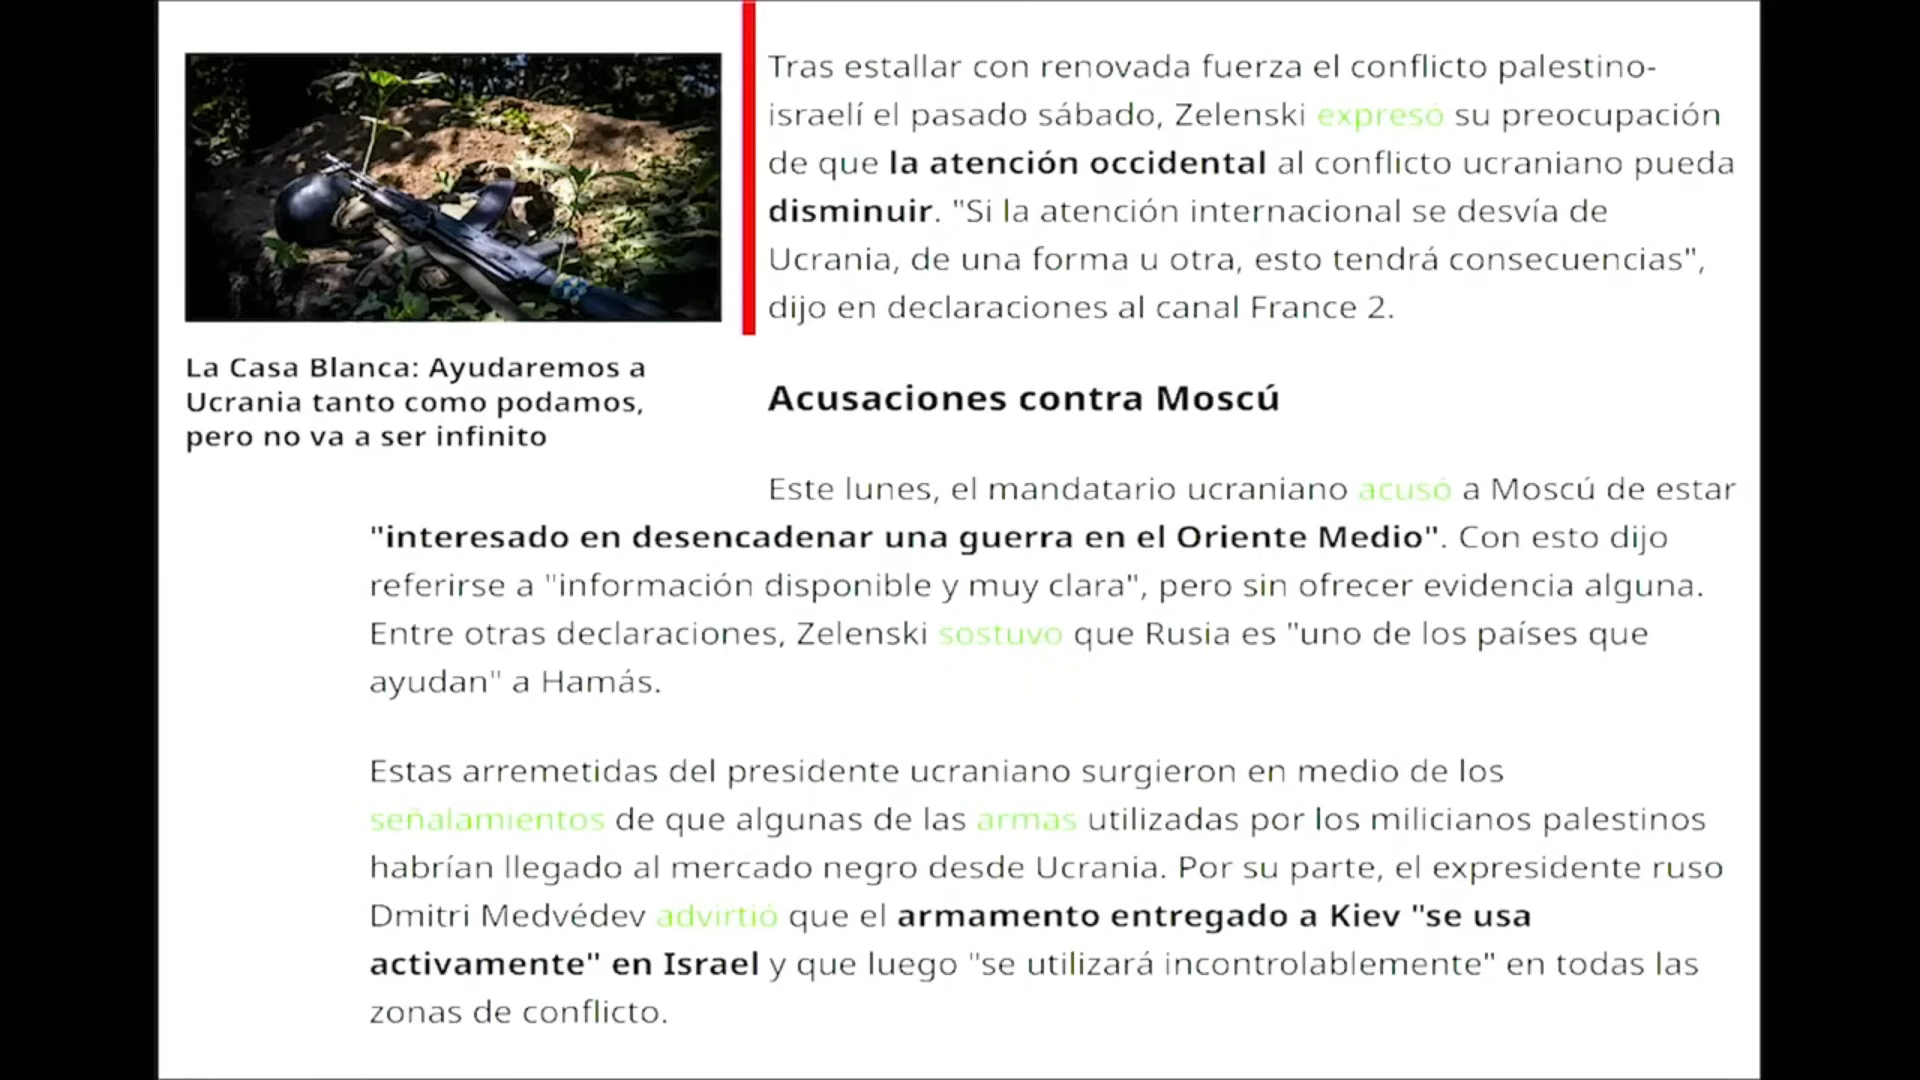 Tras estallar con renovada fuerza el conflicto palestino-
israelí el pasado sábado, Zelenski expresó su preocupación
de que la atención occidental al conflicto ucraniano pueda
disminuir. "Si la atención internacional se desvía de
Ucrania, de una forma u otra, esto tendrá consecuencias",
dijo en declaraciones al canal France 2.
La Casa Blanca: Ayudaremos a
Ucrania tanto como podamos,
pero no va a ser infinito
Acusaciones contra Moscú
Este lunes, el mandatario ucraniano acusó a Moscú de estar
"interesado en desencadenar una guerra en el Oriente Medio". Con esto dijo
referirse a "información disponible y muy clara", pero sin ofrecer evidencia alguna.
Entre otras declaraciones, Zelenski sostuvo que Rusia es "uno de los países que
ayudan" a Hamás.
Estas arremetidas del presidente ucraniano surgieron en medio de los
señalamientos de que algunas de las armas utilizadas por los milicianos palestinos
habrían llegado al mercado negro desde Ucrania. Por su parte, el expresidente ruso
Dmitri Medvédev advirtió que el armamento entregado a Kiev "se usa
activamente" en Israel y que luego "se utilizará incontrolablemente" en todas las
zonas de conflicto.